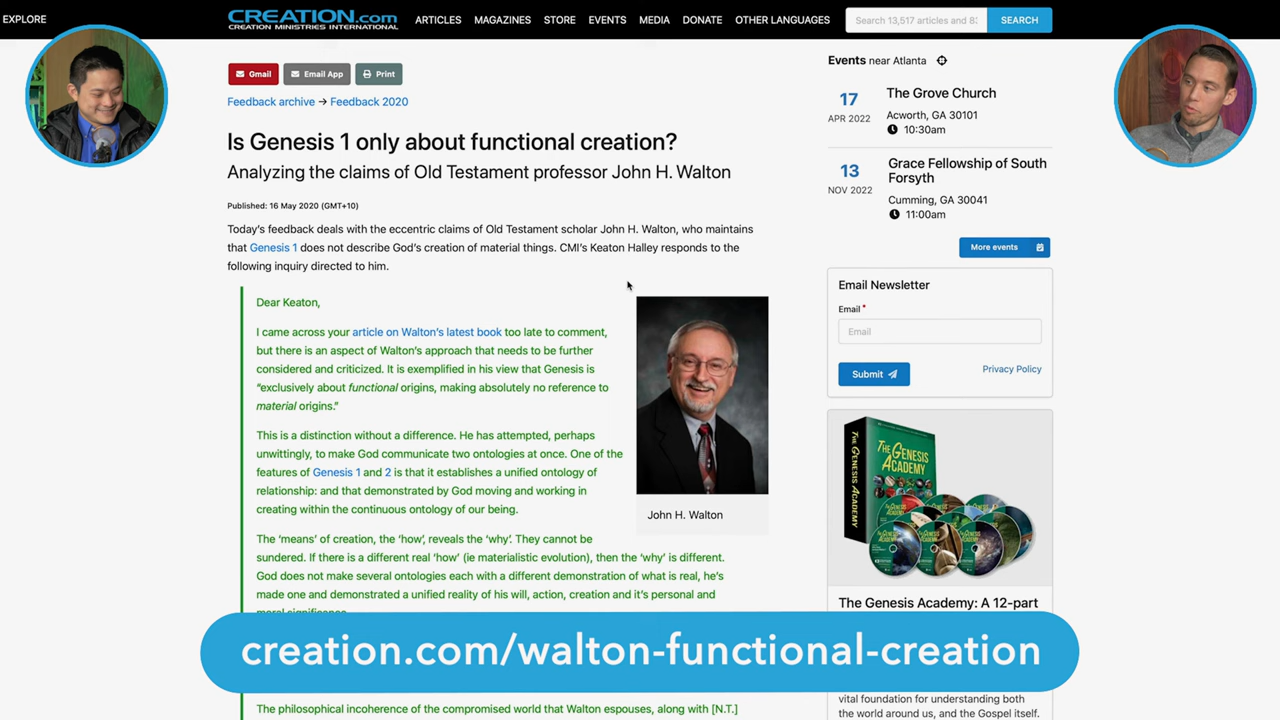 EXPLORE
CREATION.com
CREATION MINISTRIES INTERNATIONAL
ARTICLES MAGAZINES STORE EVENTS MEDIA DONATE OTHER LANGUAGES
Search 13,517 articles and
SEARCH
Gmail Email App Print
Feedback archive → Feedback 2020
Is Genesis 1 only about functional creation?
Analyzing the claims of Old Testament professor John H. Walton
Published: 16 May 2020 (GMT+10)
Today's feedback deals with the eccentric claims of Old Testament scholar John H. Walton, who maintains
that Genesis 1 does not describe God's creation of material things. CMI's Keaton Halley responds to the
following inquiry directed to him.
Dear Keaton,
I came across your article on Walton's latest book too late to comment,
but there is an aspect of Walton's approach that needs to be further
considered and criticized. It is exemplified in his view that Genesis is
“exclusively about functional origins, making absolutely no reference to
material origins.”
This is a distinction without a difference. He has attempted, perhaps
unwittingly, to make God communicate two ontologies at once. One of the
features of Genesis 1 and 2 is that it establishes a unified ontology of
relationship: and that demonstrated by God moving and working in
creating within the continuous ontology of our being.
The ‘means’ of creation, the ‘how’, reveals the ‘why’. They cannot be
sundered. If there is a different real ‘how’ (ie materialistic evolution), then the ‘why’ is different.
God does not make several ontologies each with a different demonstration of what is real, he's
made one and demonstrated a unified reality of his will, action, creation and it's personal and
moral significance.
John H. Walton
creation.com/walton-functional-creation
The philosophical incoherence of the compromised world that Walton espouses, along with [N.T.]
Events near Atlanta
17
APR 2022
The Grove Church
Acworth, GA 30101
10:30am
13
NOV 2022
Grace Fellowship of South
Forsyth
Cumming, GA 30041
11:00am
More events
Email Newsletter
Email *
Email
Submit
Privacy Policy
THE GENESIS ACADEMY
THE GENESIS
ACADEMY
The Genesis Academy: A 12-part
vital foundation for understanding both
the world around us, and the Gospel itself.